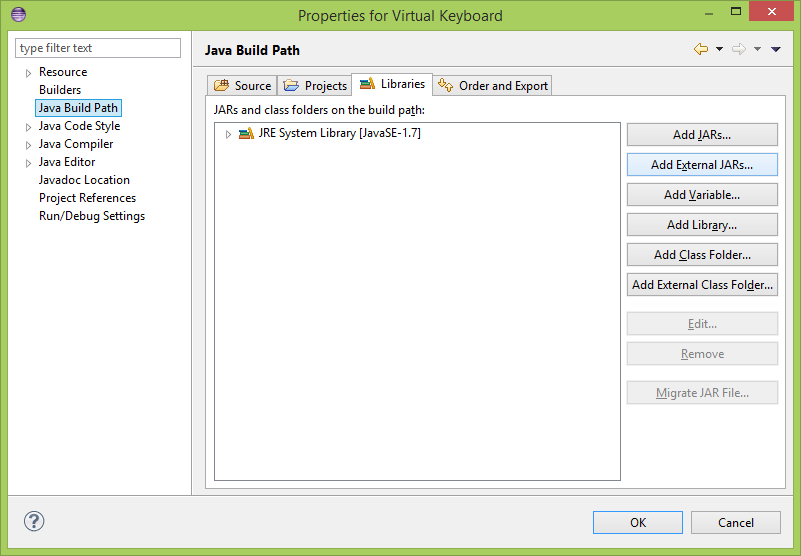 Properties for Virtual Keyboard
type filter text
Resource
Builders
Java Build Path
Java Code Style
Java Compiler
Java Editor
Javadoc Location
Project References
Run/Debug Settings
Java Build Path
Source Projects Libraries Order and Export
JARs and class folders on the build path:
JRE System Library [JavaSE-1.7]
Add JARs...
Add External JARs...
Add Variable...
Add Library...
Add Class Folder...
Add External Class Folder...
Edit...
Remove
Migrate JAR File...
?
OK Cancel